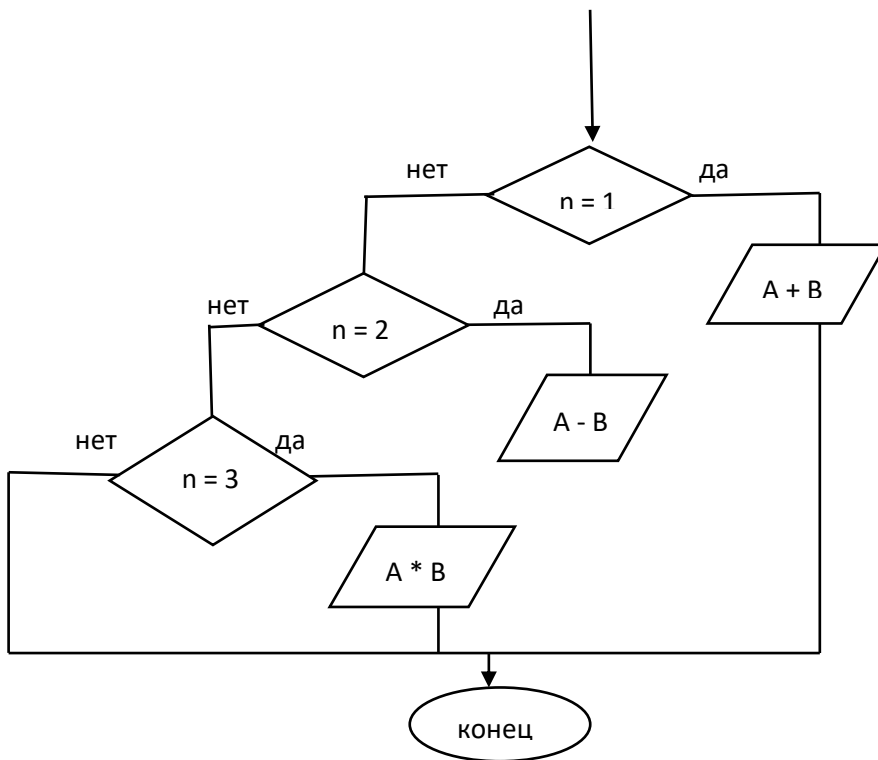 нет
да
n = 1
A + B
нет
да
n = 2
A - B
нет
да
n = 3
A * B
конец